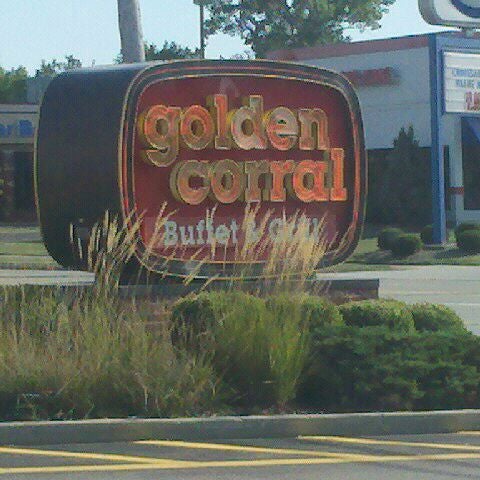 golden
corral
Buffet & Grill